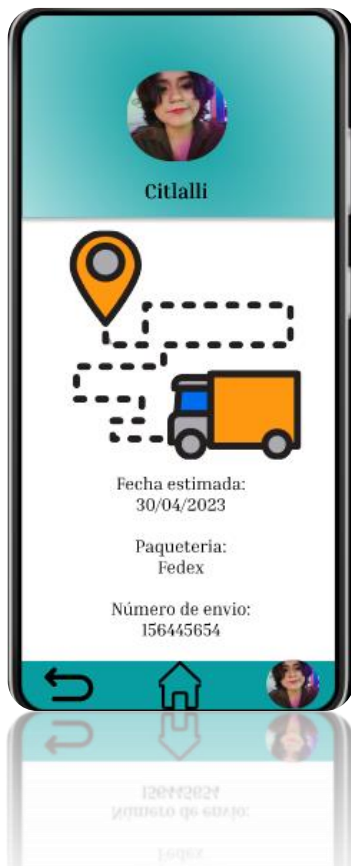 Citlalli
Fecha estimada:
30/04/2023
Paqueteria:
Fedex
Número de envio:
156445654